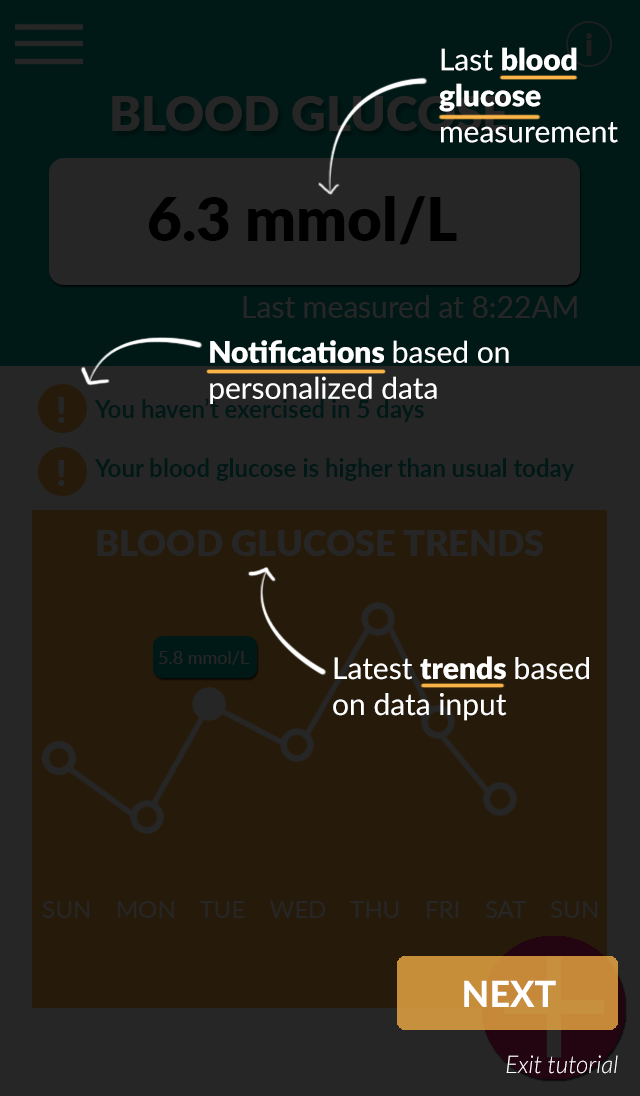 Last blood
glucose
measurement
BLOOD GLUCOSE
6.3 mmol/L
Last measured at 8:22AM
Notifications based on
personalized data
! You haven't exercised in 5 days
! Your blood glucose is higher than usual today
BLOOD GLUCOSE TRENDS
5.8 mmol/L
Latest trends based
on data input
SUN MON TUE WED THU FRI SAT SUN
NEXT
Exit tutorial